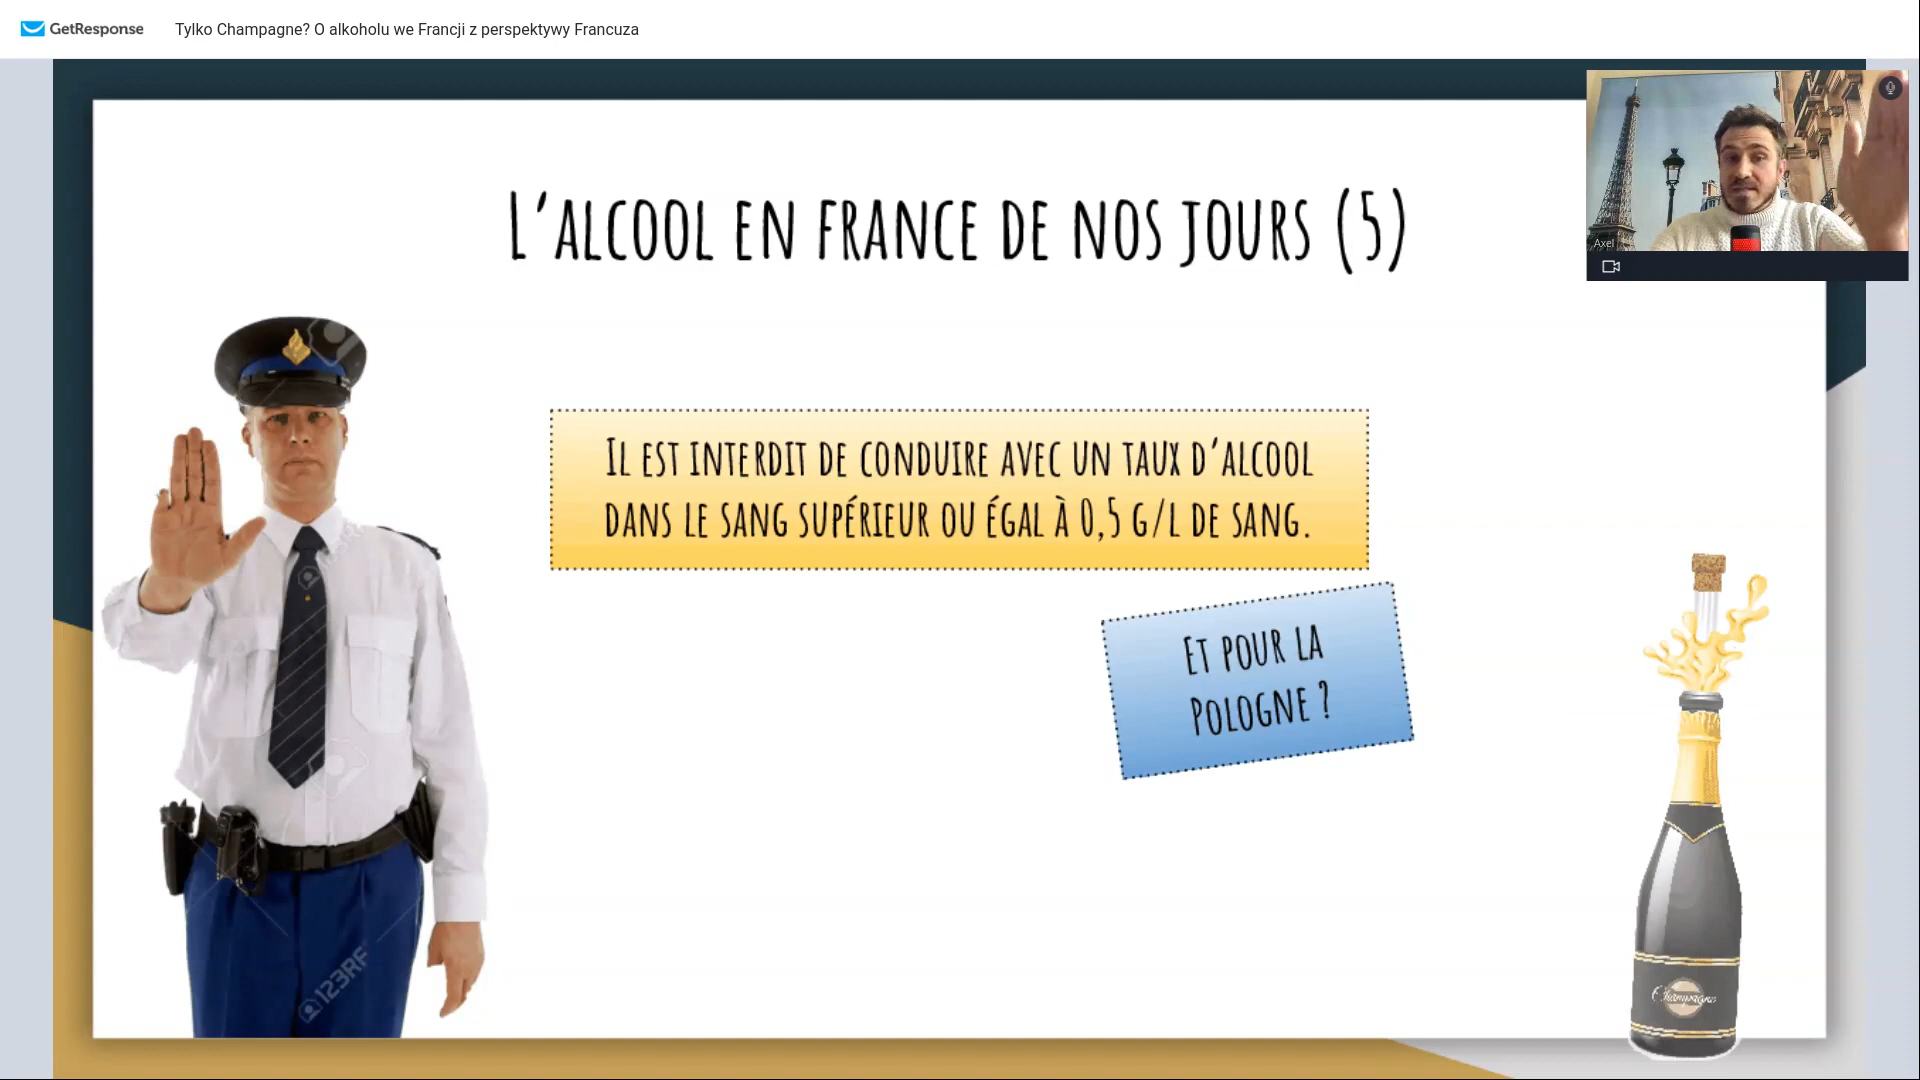 GetResponse
Tylko Champagne? O alkoholu we Francji z perspektywy Francuza
Axel
L'ALCOOL EN FRANCE DE NOS JOURS (5)
IL EST INTERDIT DE CONDUIRE AVEC UN TAUX D'ALCOOL
DANS LE SANG SUPÉRIEUR OU ÉGAL À 0,5 G/L DE SANG.
ET POUR LA
POLOGNE ?
Champagne
123RF